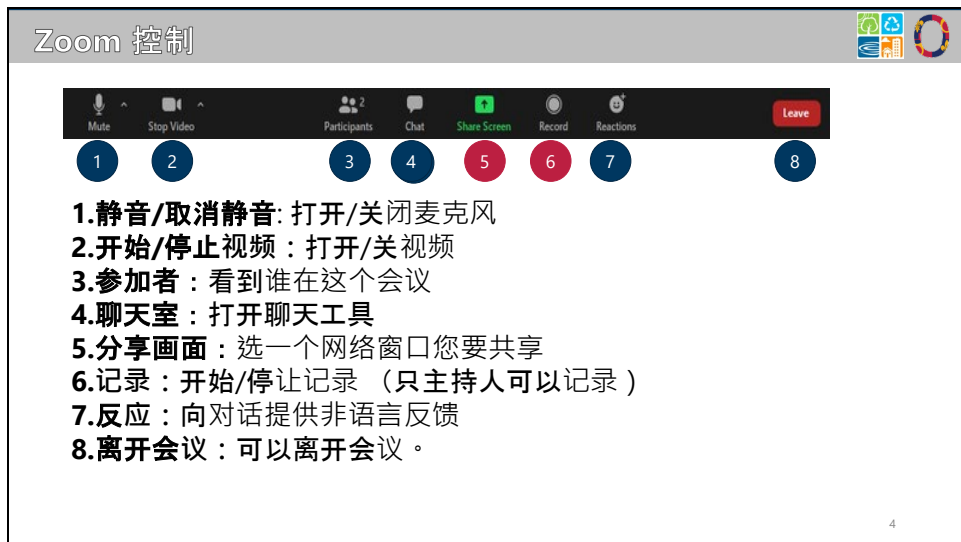 Zoom 控制
2
Mute Stop Video Participants Chat Share Screen Record Reactions Leave
1 2 3 4 5 6 7 8
1.静音/取消静音: 打开/关闭麦克风
2.开始/停止视频：打开/关视频
3.参加者：看到谁在这个会议
4.聊天室：打开聊天工具
5.分享画面：选一个网络窗口您要共享
6.记录：开始/停让记录 （只主持人可以记录）
7.反应：向对话提供非语言反馈
8.离开会议：可以离开会议。
4